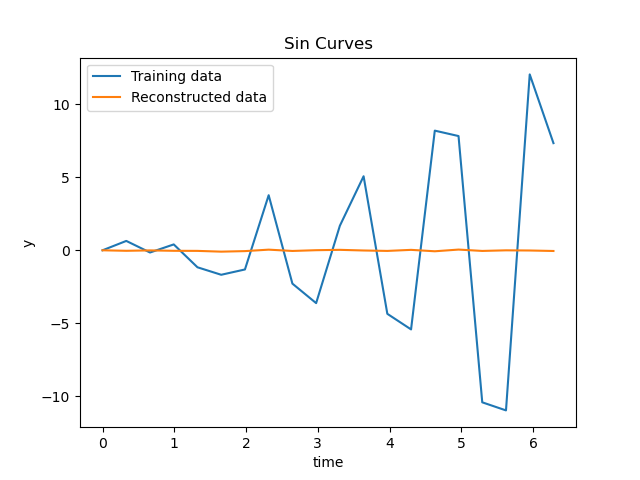 Sin Curves
Training data
Reconstructed data
10
5
0
−5
−10
y
0 1 2 3 4 5 6
time